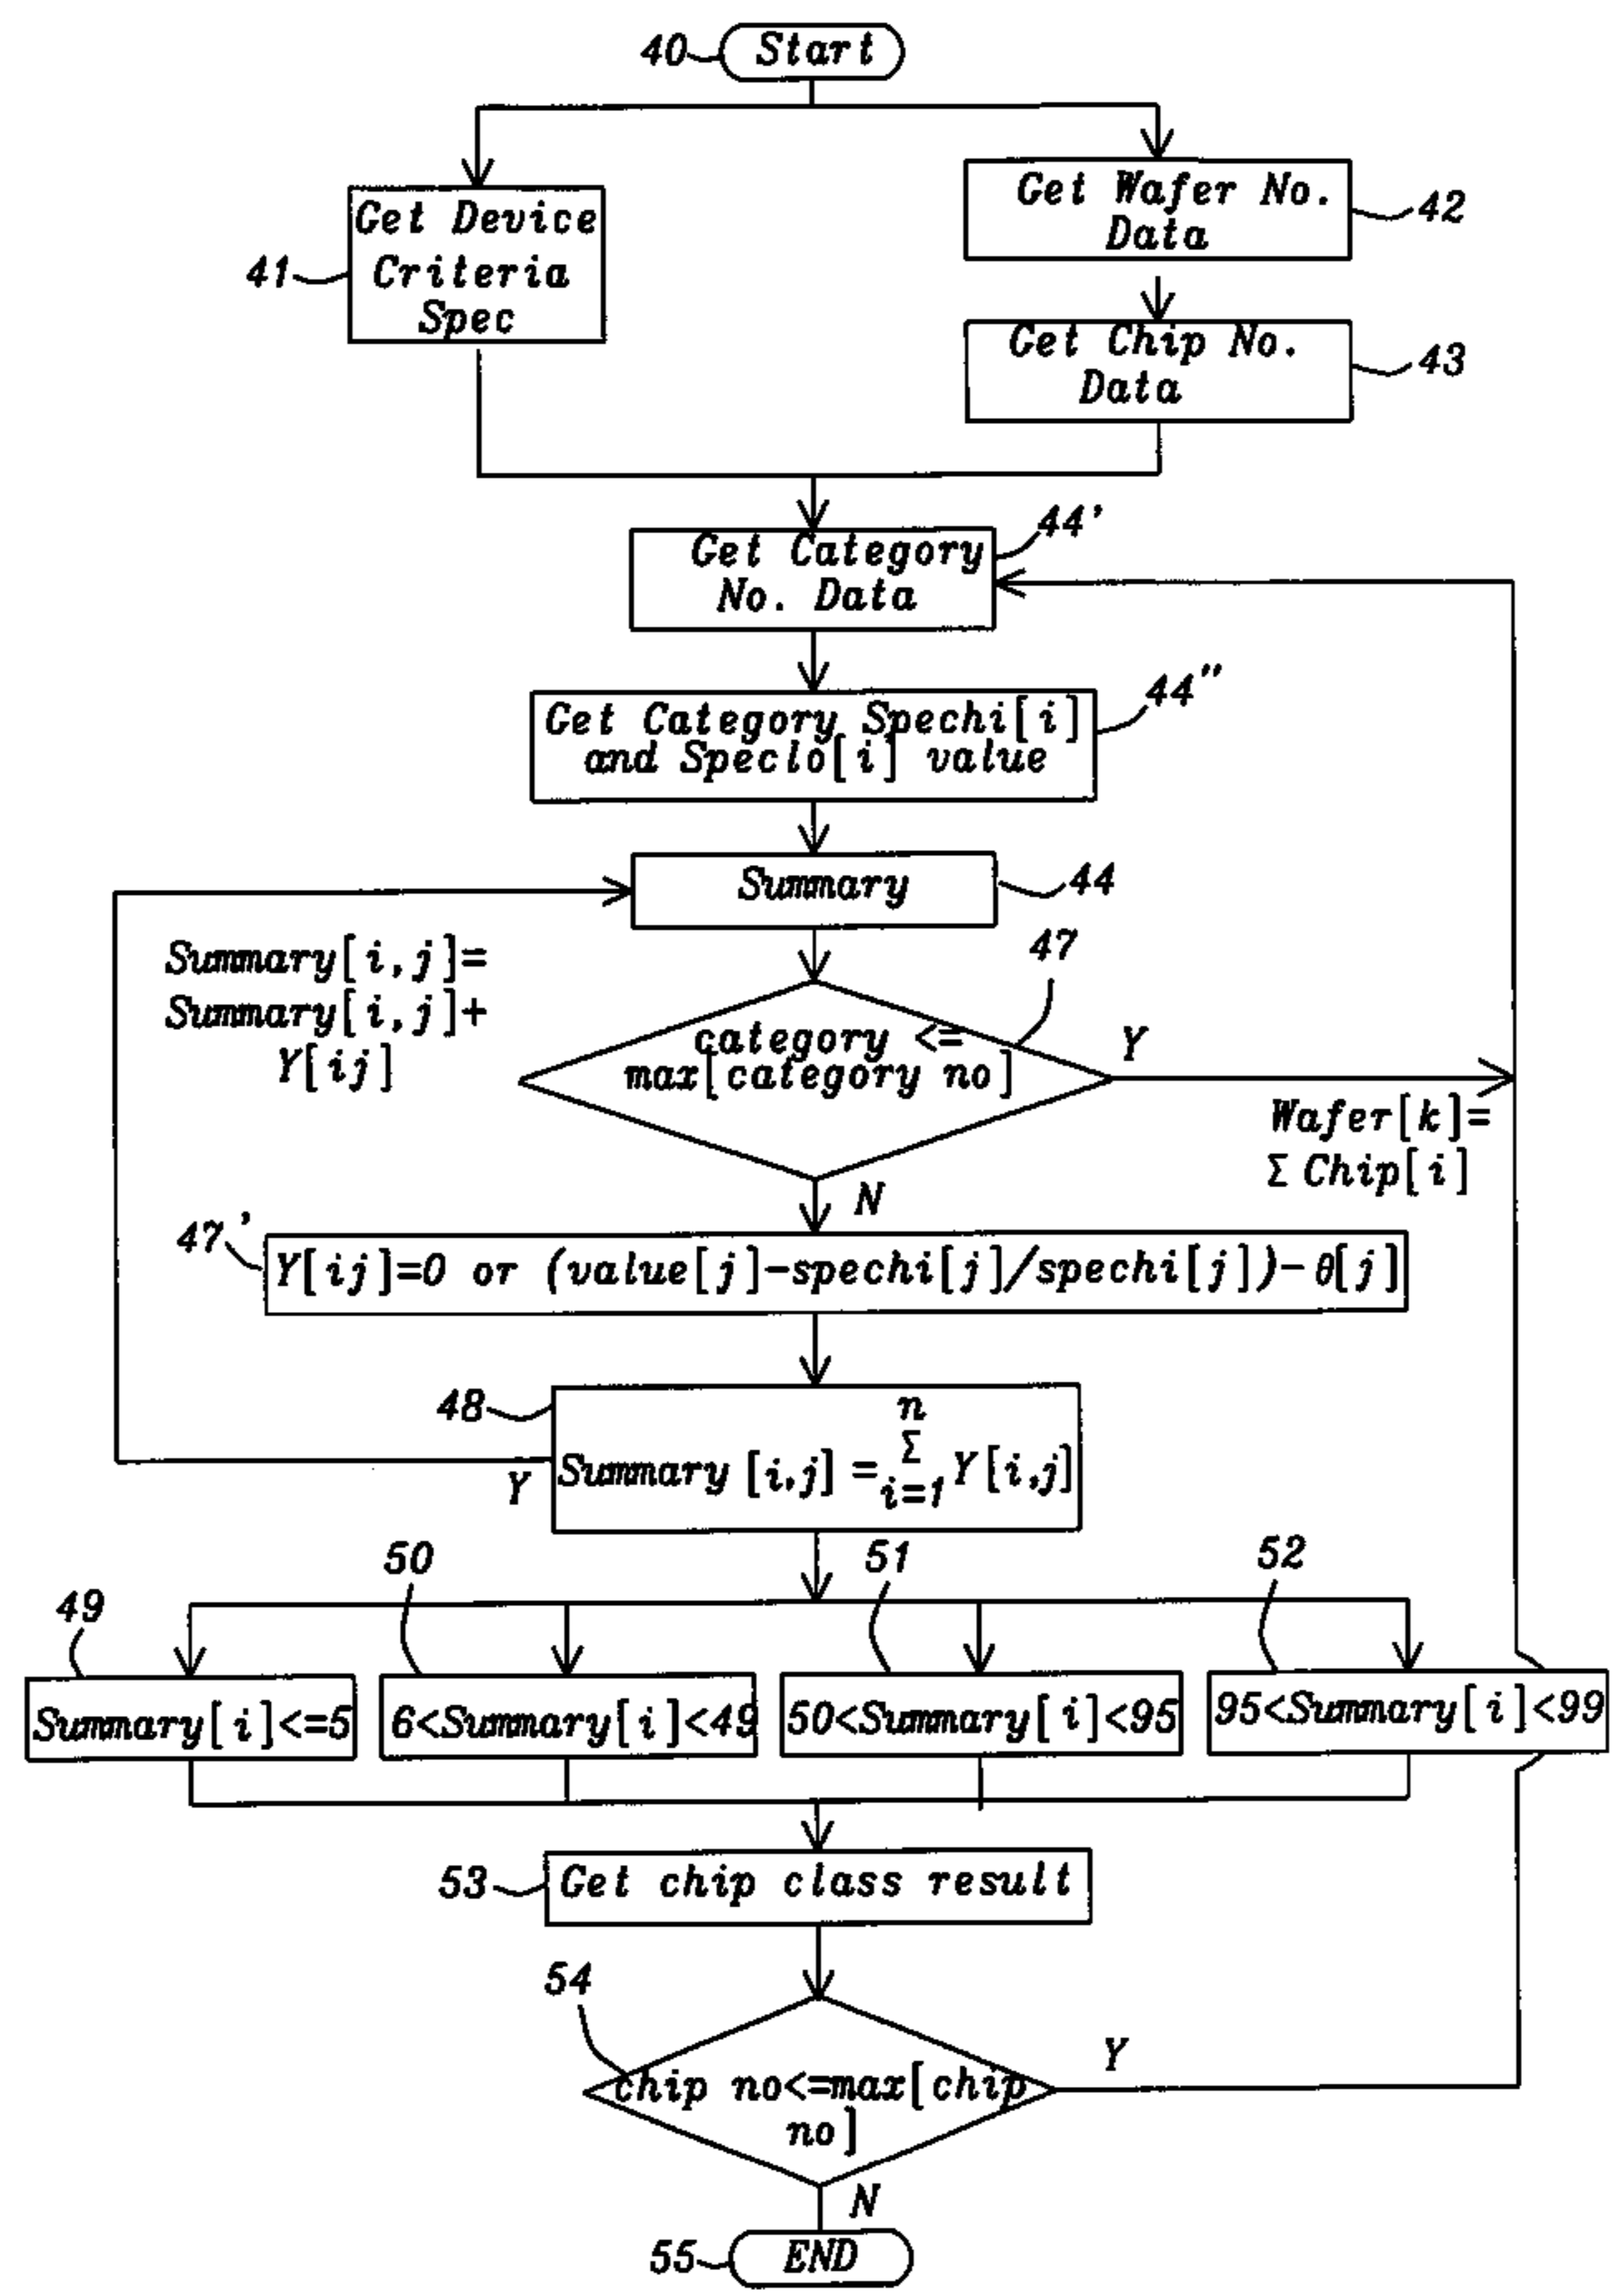 40
Start
Get Device
Criteria
Spec
41
Get Wafer No.
Data
42
Get Chip No.
Data
43
44'
Get Category
No. Data
44"
Get Category Spechi[i]
and Speclo[i] value
Summary
44
Summary[i,j]=
Summary[i,j]+
Y[ij]
47
category <=
max[category no]
Y
Wafer[k]=
Σ Chip[i]
N
47'
Y[ij]=0 or (value[j]-spechi[j]/spechi[j])-θ[j]
48
Summary [i,j] = n Σ i=1 Y[i,j]
Y
49
50
51
52
Summary[i]<=5
6<Summary[i]<49
50<Summary[i]<95
95<Summary[i]<99
53
Get chip class result
54
chip no<=max[chip
no]
Y
N
55
END